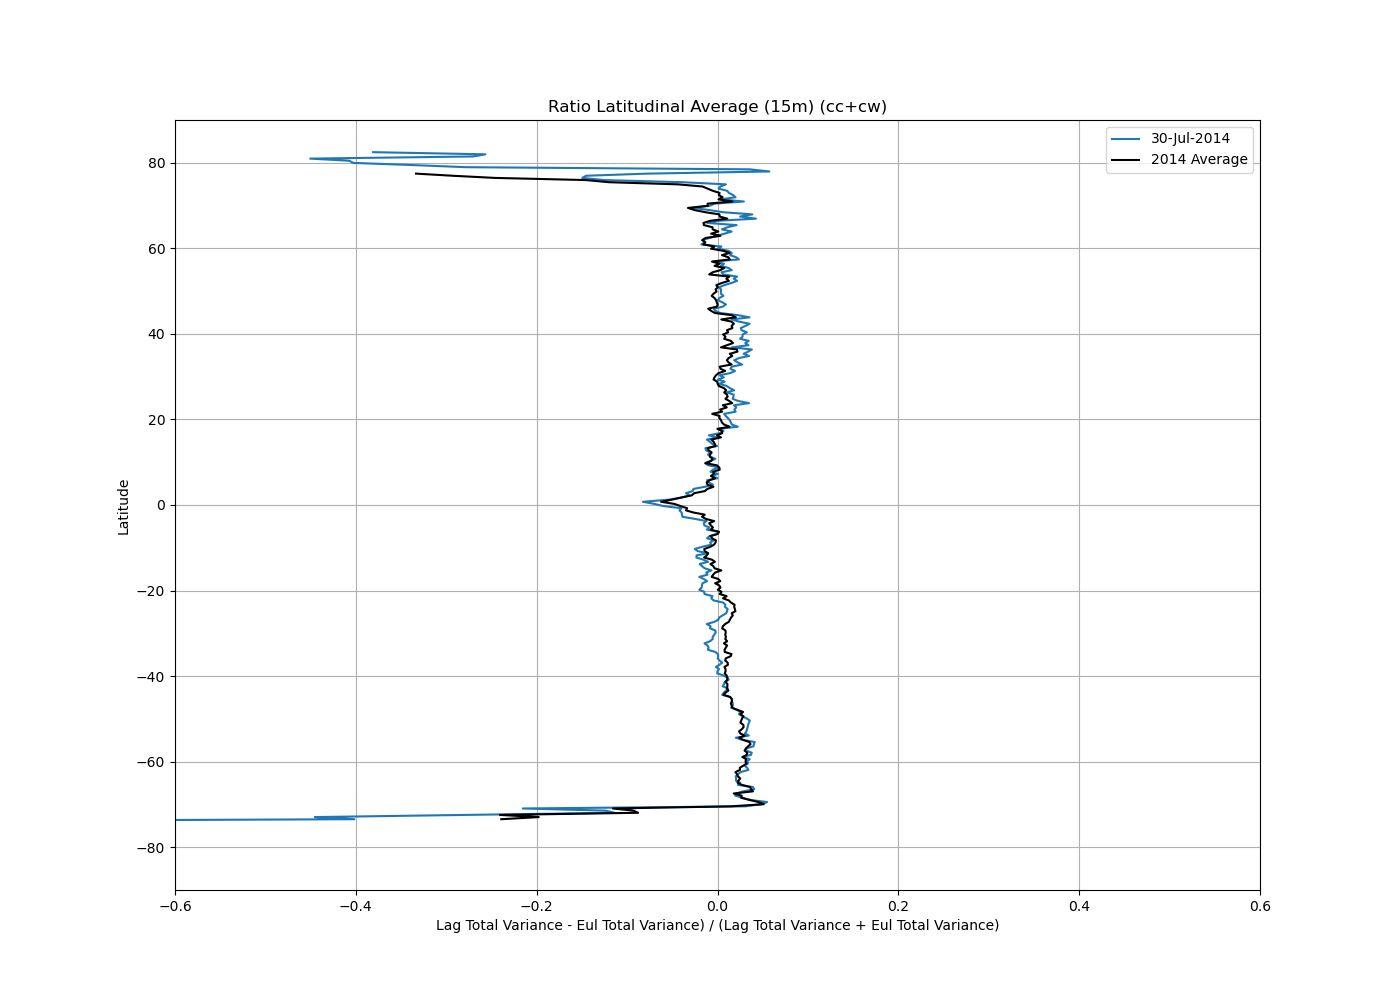 Ratio Latitudinal Average (15m) (cc+cw)
30-Jul-2014
2014 Average
80
60
40
20
0
−20
−40
−60
−80
Latitude
−0.6 −0.4 −0.2 0.0 0.2 0.4 0.6
Lag Total Variance - Eul Total Variance) / (Lag Total Variance + Eul Total Variance)